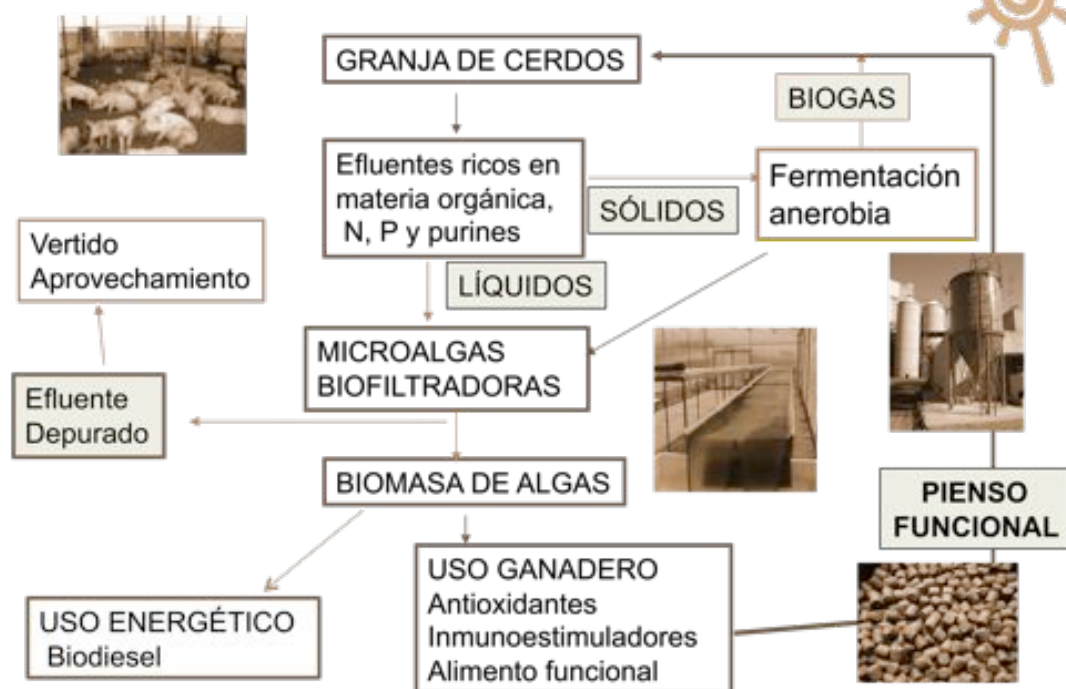 GRANJA DE CERDOS
BIOGAS
Efluentes ricos en
materia orgánica,
N, P y purines
SÓLIDOS
Fermentación
anerobia
Vertido
Aprovechamiento
LÍQUIDOS
MICROALGAS
BIOFILTRADORAS
Efluente
Depurado
BIOMASA DE ALGAS
PIENSO
FUNCIONAL
USO GANADERO
Antioxidantes
Inmunoestimuladores
Alimento funcional
USO ENERGÉTICO
Biodiesel